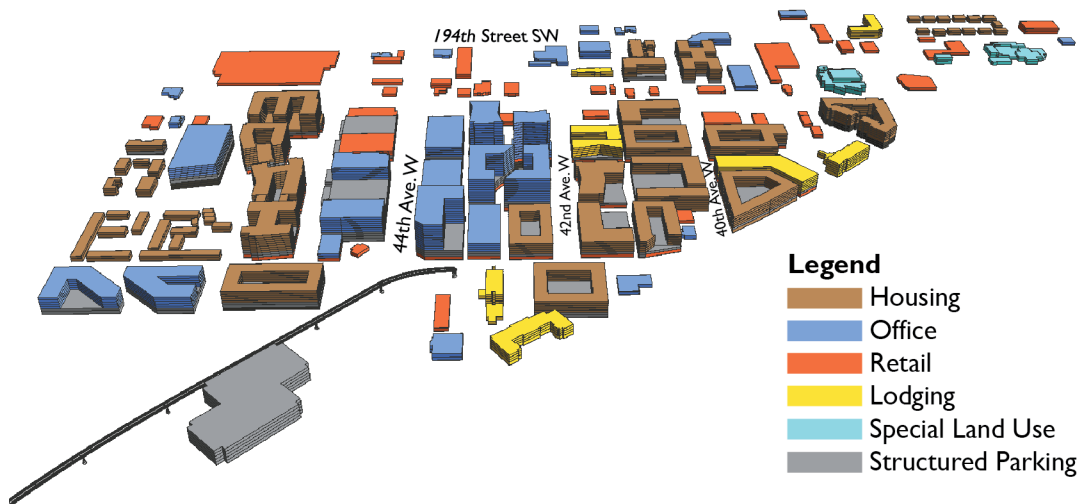 194th Street SW
44th Ave. W
42nd Ave. W
40th Ave. W
Legend
Housing
Office
Retail
Lodging
Special Land Use
Structured Parking